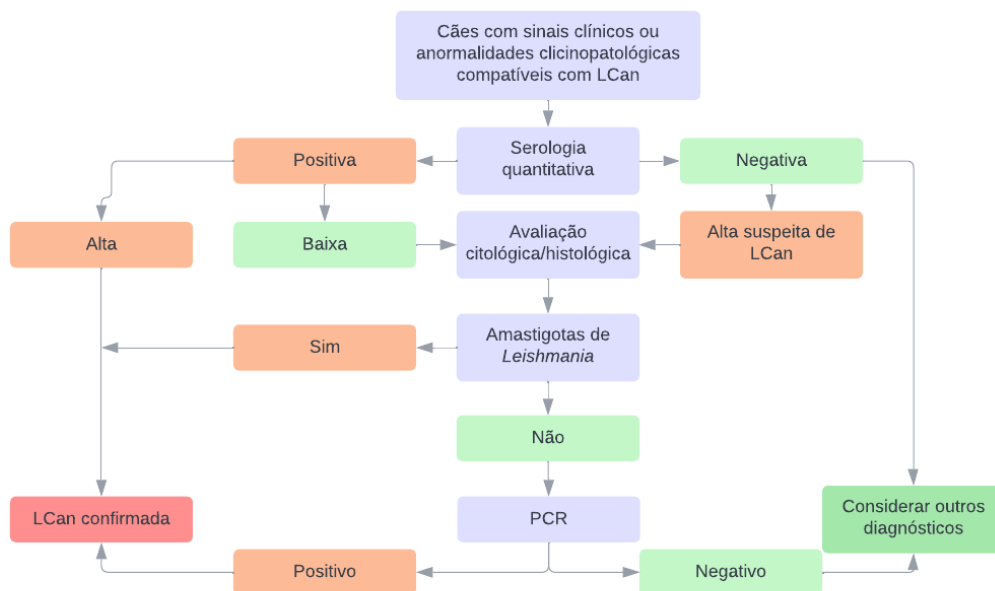 Cães com sinais clínicos ou
anormalidades clicinopatológicas
compatíveis com LCan
Positiva
Serologia
quantitativa
Negativa
Alta
Baixa
Avaliação
citológica/histológica
Alta suspeita de
LCan
Sim
Amastigotas de
Leishmania
Não
LCan confirmada
PCR
Considerar outros
diagnósticos
Positivo
Negativo